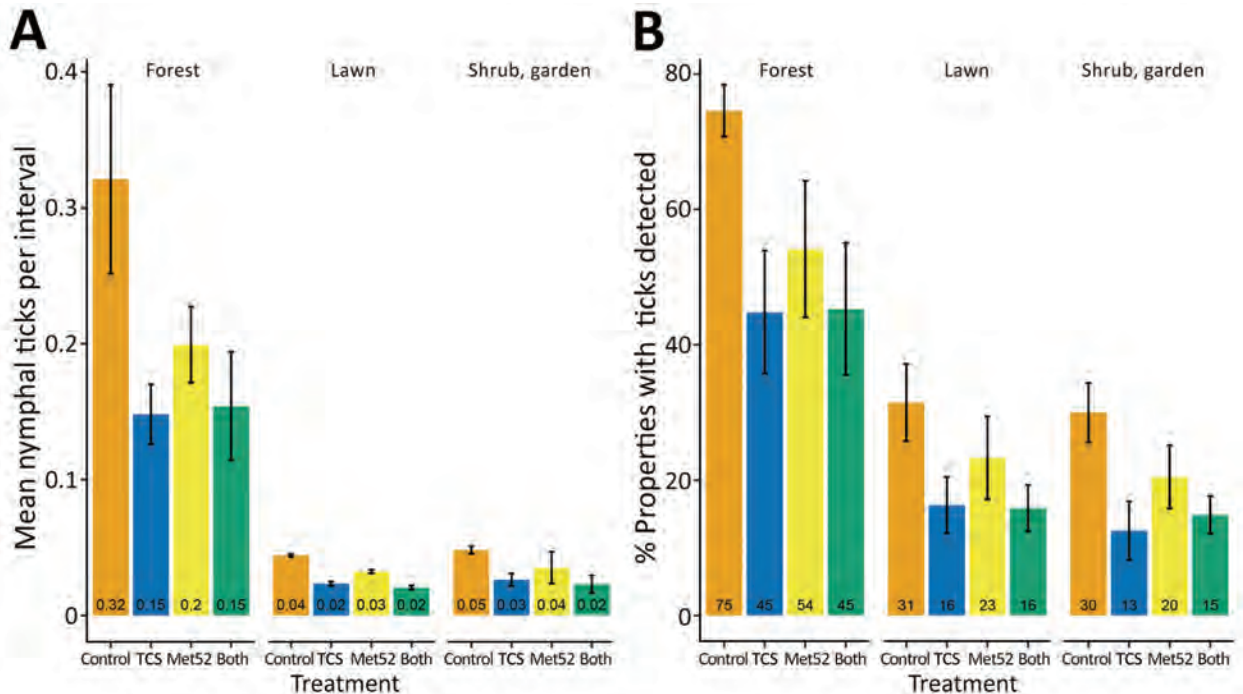 A
Mean nymphal ticks per interval
0.4
0.3
0.2
0.1
0
Forest
Lawn
Shrub, garden
0.32 0.15 0.2 0.15
0.04 0.02 0.03 0.02
0.05 0.03 0.04 0.02
Control TCS Met52 Both
Control TCS Met52 Both
Control TCS Met52 Both
Treatment
B
% Properties with ticks detected
80
60
40
20
0
Forest
Lawn
Shrub, garden
75 45 54 45
31 16 23 16
30 13 20 15
Control TCS Met52 Both
Control TCS Met52 Both
Control TCS Met52 Both
Treatment